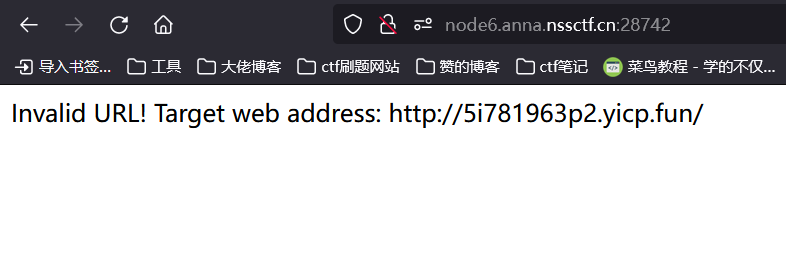 node6.anna.nssctf.cn:28742
导入书签... 工具 大佬博客 ctf刷题网站 赞的博客 ctf笔记 菜鸟教程 - 学的不仅...
Invalid URL! Target web address: http://5i781963p2.yicp.fun/